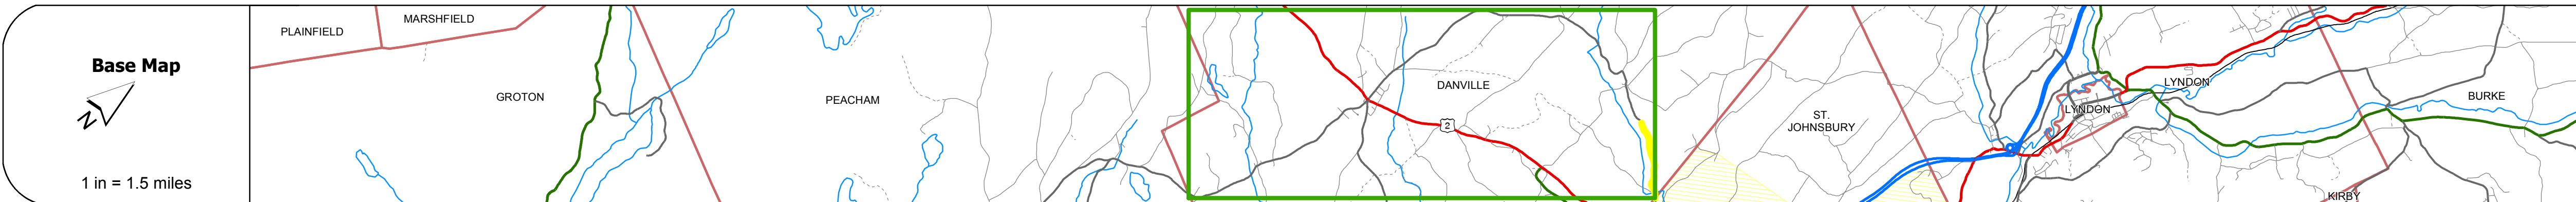 Base Map
N
1 in = 1.5 miles
PLAINFIELD
MARSHFIELD
GROTON
PEACHAM
DANVILLE
2
ST.
JOHNSBURY
LYNDON
LYNDON
BURKE
KIRBY